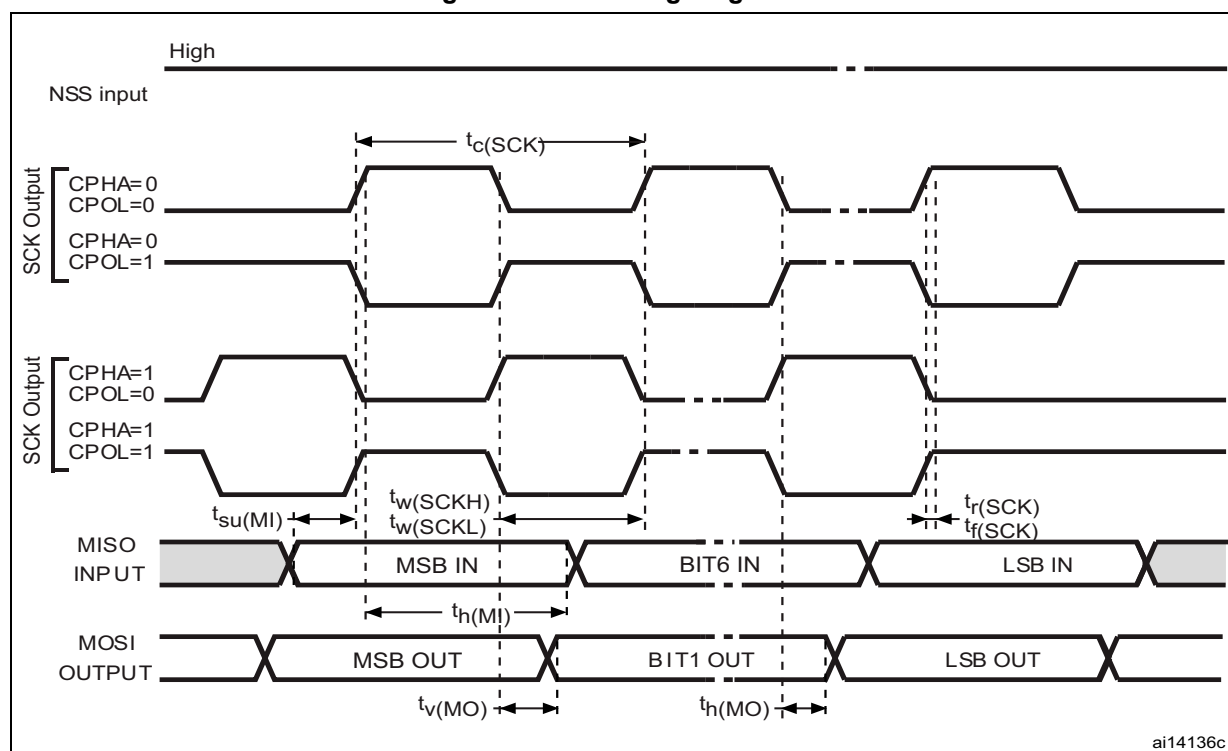 High
NSS input
tc(SCK)
SCK Output
CPHA=0
CPOL=0
CPHA=0
CPOL=1
SCK Output
CPHA=1
CPOL=0
CPHA=1
CPOL=1
tsu(MI)
tw(SCKH)
tw(SCKL)
tr(SCK)
tf(SCK)
MISO
INPUT
MSB IN
BIT6 IN
LSB IN
th(MI)
MOSI
OUTPUT
MSB OUT
BIT1 OUT
LSB OUT
tv(MO)
th(MO)
ai14136c